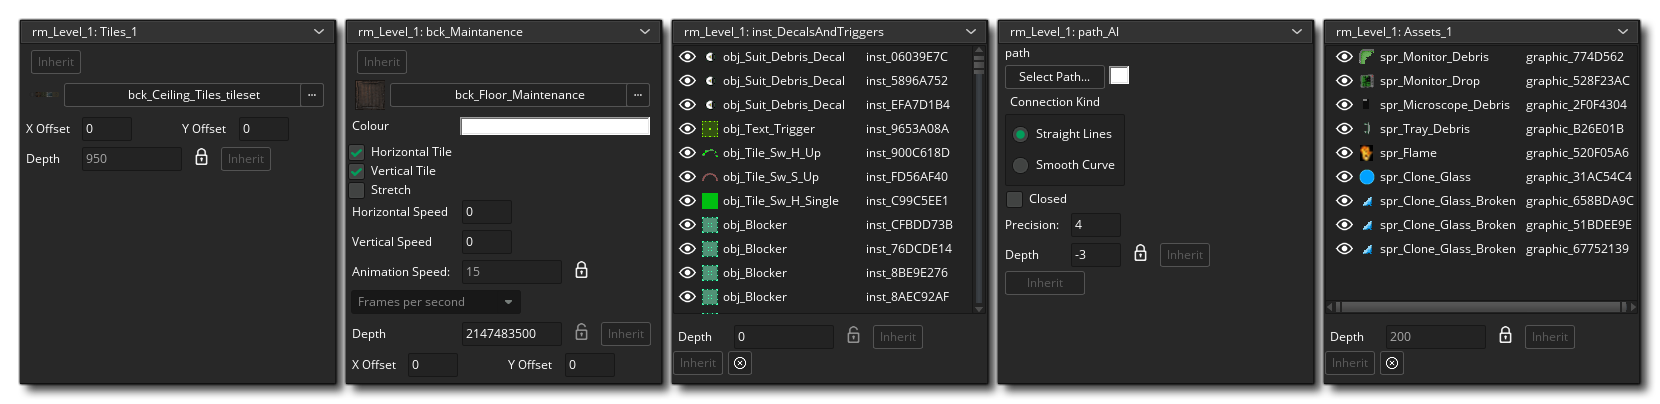 rm_Level_1: Tiles_1
Inherit
bck_Ceiling_Tiles_tileset ...
X Offset 0 Y Offset 0
Depth 950 Inherit
rm_Level_1: bck_Maintanence
Inherit
bck_Floor_Maintenance ...
Colour
Horizontal Tile
Vertical Tile
Stretch
Horizontal Speed 0
Vertical Speed 0
Animation Speed: 15
Frames per second
Depth 2147483500 Inherit
X Offset 0 Y Offset 0
rm_Level_1: inst_DecalsAndTriggers
obj_Suit_Debris_Decal inst_06039E7C
obj_Suit_Debris_Decal inst_5896A752
obj_Suit_Debris_Decal inst_EFA7D1B4
obj_Text_Trigger inst_9653A08A
obj_Tile_Sw_H_Up inst_900C618D
obj_Tile_Sw_S_Up inst_FD56AF40
obj_Tile_Sw_H_Single inst_C99C5EE1
obj_Blocker inst_CFBDD73B
obj_Blocker inst_76DCDE14
obj_Blocker inst_8BE9E276
obj_Blocker inst_8AEC92AF
Depth 0 Inherit
Inherit
rm_Level_1: path_AI
path
Select Path...
Connection Kind
Straight Lines
Smooth Curve
Closed
Precision: 4
Depth -3 Inherit
Inherit
rm_Level_1: Assets_1
spr_Monitor_Debris graphic_774D562
spr_Monitor_Drop graphic_528F23AC
spr_Microscope_Debris graphic_2F0F4304
spr_Tray_Debris graphic_B26E01B
spr_Flame graphic_520F05A6
spr_Clone_Glass graphic_31AC54C4
spr_Clone_Glass_Broken graphic_658BDA9C
spr_Clone_Glass_Broken graphic_51BDEE9E
spr_Clone_Glass_Broken graphic_67752139
Depth 200 Inherit
Inherit